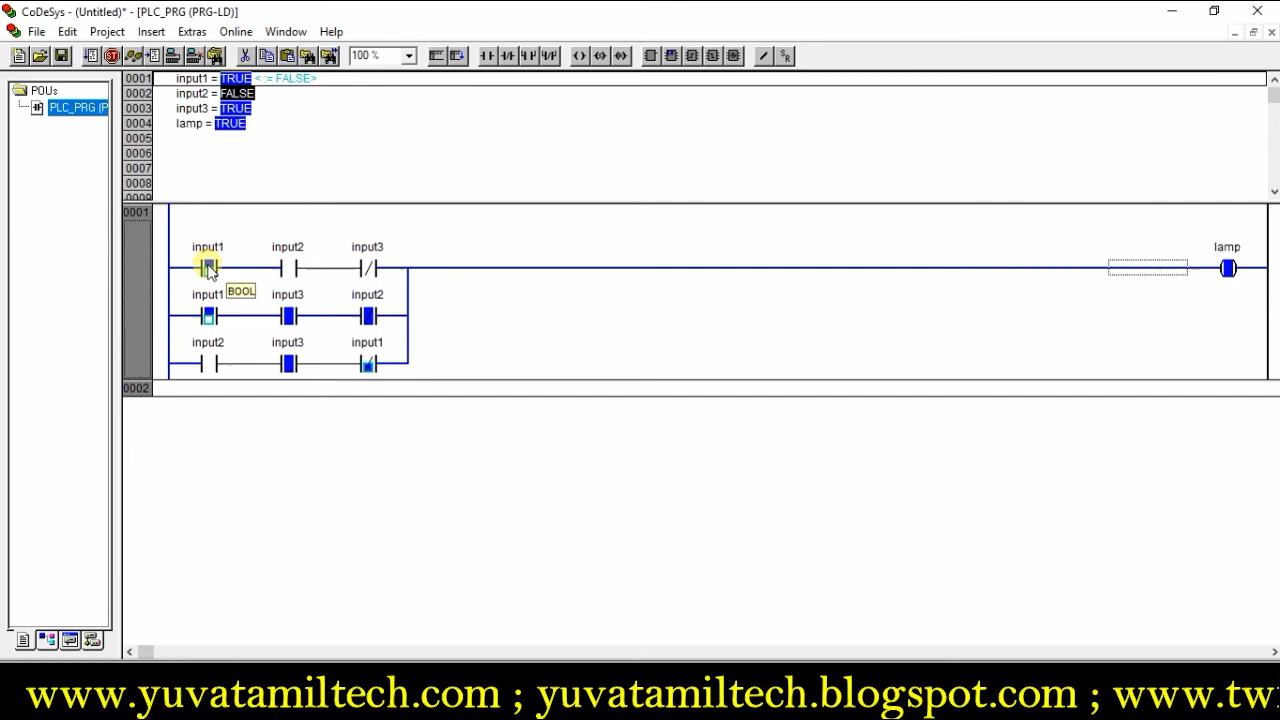 CoDeSys - (Untitled)* - [PLC_PRG (PRG-LD)]
File Edit Project Insert Extras Online Window Help
100 %
POUs
PLC_PRG (P
0001 input1 = TRUE < := FALSE>
0002 input2 = FALSE
0003 input3 = TRUE
0004 lamp = TRUE
0005
0006
0007
0008
0009
0001
input1 input2 input3 lamp
BOOL
input1 input3 input2
input2 input3 input1
0002
www.yuvatamiltech.com ; yuvatamiltech.blogspot.com ; www.twi